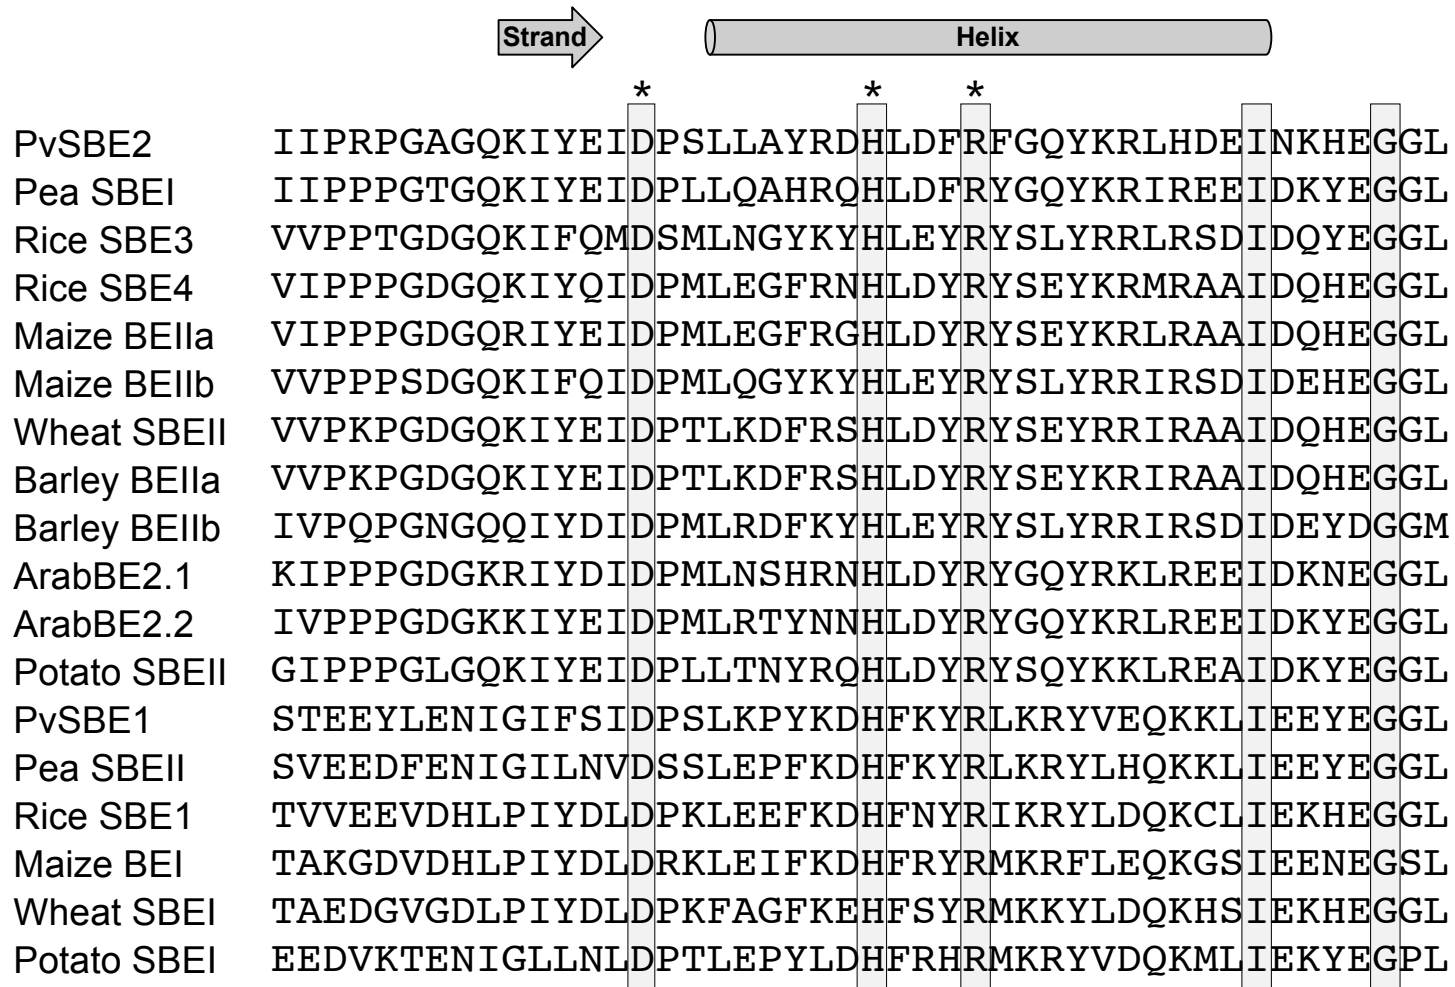 Strand Helix
* * *
PvSBE2 IIPRPGAGQKIYEIDPSLLAYRDHLDFRFGQYKRLHDEINKHEGGL
Pea SBEI IIPPPGTGQKIYEIDPLLQAHRQHLDFRYGQYKRIREEIDKYEGGL
Rice SBE3 VVPPTGDGQKIFQMDSMLNGYKYHLEYRYSLYRRLRSDIDQYEGGL
Rice SBE4 VIPPPGDGQKIYQIDPMLEGFRNHLDYRYSEYKRMRAAIDQHEGGL
Maize BEIIa VIPPPGDGQRIYEIDPMLEGFRGHLDYRYSEYKRLRAAIDQHEGGL
Maize BEIIb VVPPPSDGQKIFQIDPMLQGYKYHLEYRYSLYRRIRSDIDEHEGGL
Wheat SBEII VVPKPGDGQKIYEIDPTLKDFRSHLDYRYSEYRRIRAAIDQHEGGL
Barley BEIIa VVPKPGDGQKIYEIDPTLKDFRSHLDYRYSEYKRIRAAIDQHEGGL
Barley BEIIb IVPQPGNGQQIYDIDPMLRDFKYHLEYRYSLYRRIRSDIDEYDGGM
ArabBE2.1 KIPPPGDGKRIYDIDPMLNSHRNHLDYRYGQYRKLREEIDKNEGGL
ArabBE2.2 IVPPPGDGKKIYEIDPMLRTYNNHLDYRYGQYKRLREEIDKYEGGL
Potato SBEII GIPPPGLGQKIYEIDPLLTNYRQHLDYRYSQYKKLREAIDKYEGGL
PvSBE1 STEEYLENIGIFSIDPSLKPYKDHFKYRLKRYVEQKKLIEEYEGGL
Pea SBEII SVEEDFENIGILNVDSSLEPFKDHFKYRLKRYLHQKKLIEEYEGGL
Rice SBE1 TVVEEVDHLPIYDLDPKLEEFKDHFNYRIKRYLDQKCLIEKHEGGL
Maize BEI TAKGDVDHLPIYDLDRKLEIFKDHFRYRMKRFLEQKGSIEENEGSL
Wheat SBEI TAEDGVGDLPIYDLDPKFAGFKEHFSYRMKKYLDQKHSIEKHEGGL
Potato SBEI EEDVKTENIGLLNLDPTLEPYLDHFRHRMKRYVDQKMLIEKYEGPL